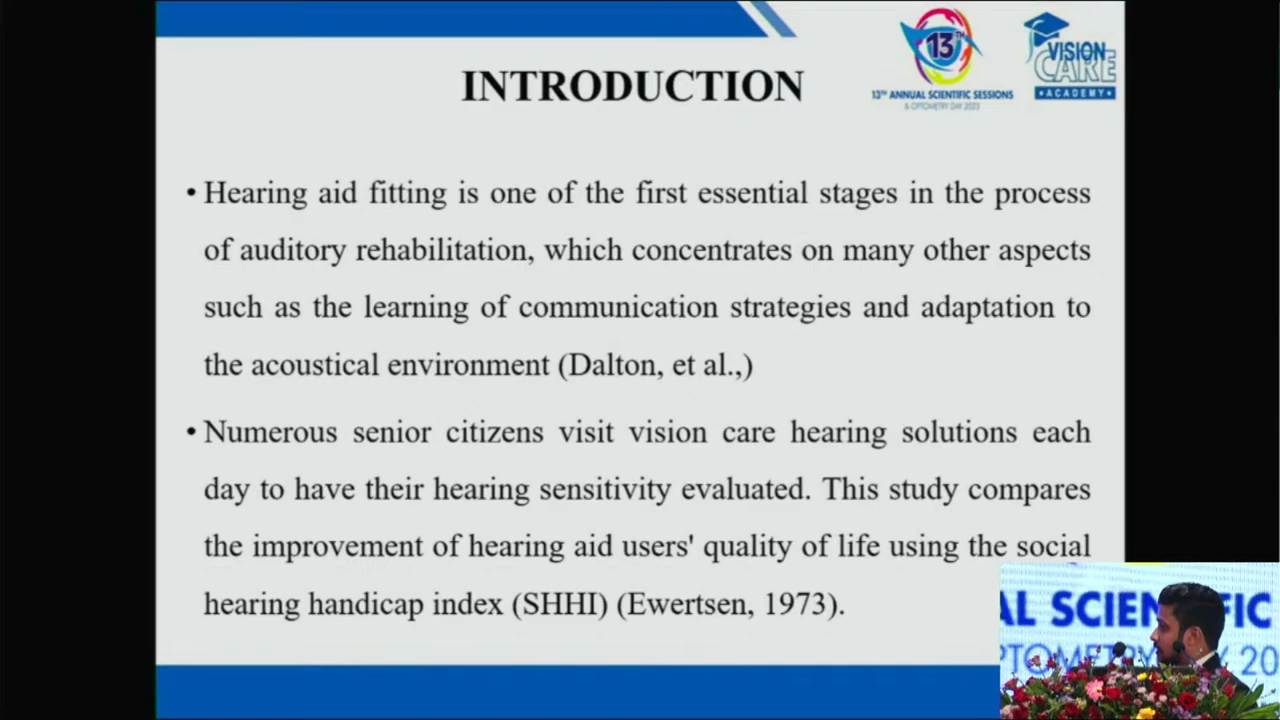 INTRODUCTION
13TH
13TH ANNUAL SCIENTIFIC SESSIONS
& OPTOMETRY DAY 2023
VISION
CARE
ACADEMY
• Hearing aid fitting is one of the first essential stages in the process
of auditory rehabilitation, which concentrates on many other aspects
such as the learning of communication strategies and adaptation to
the acoustical environment (Dalton, et al.,)
• Numerous senior citizens visit vision care hearing solutions each
day to have their hearing sensitivity evaluated. This study compares
the improvement of hearing aid users' quality of life using the social
hearing handicap index (SHHI) (Ewertsen, 1973).
AL SCIEN FIC
PTOMETRY Y 20